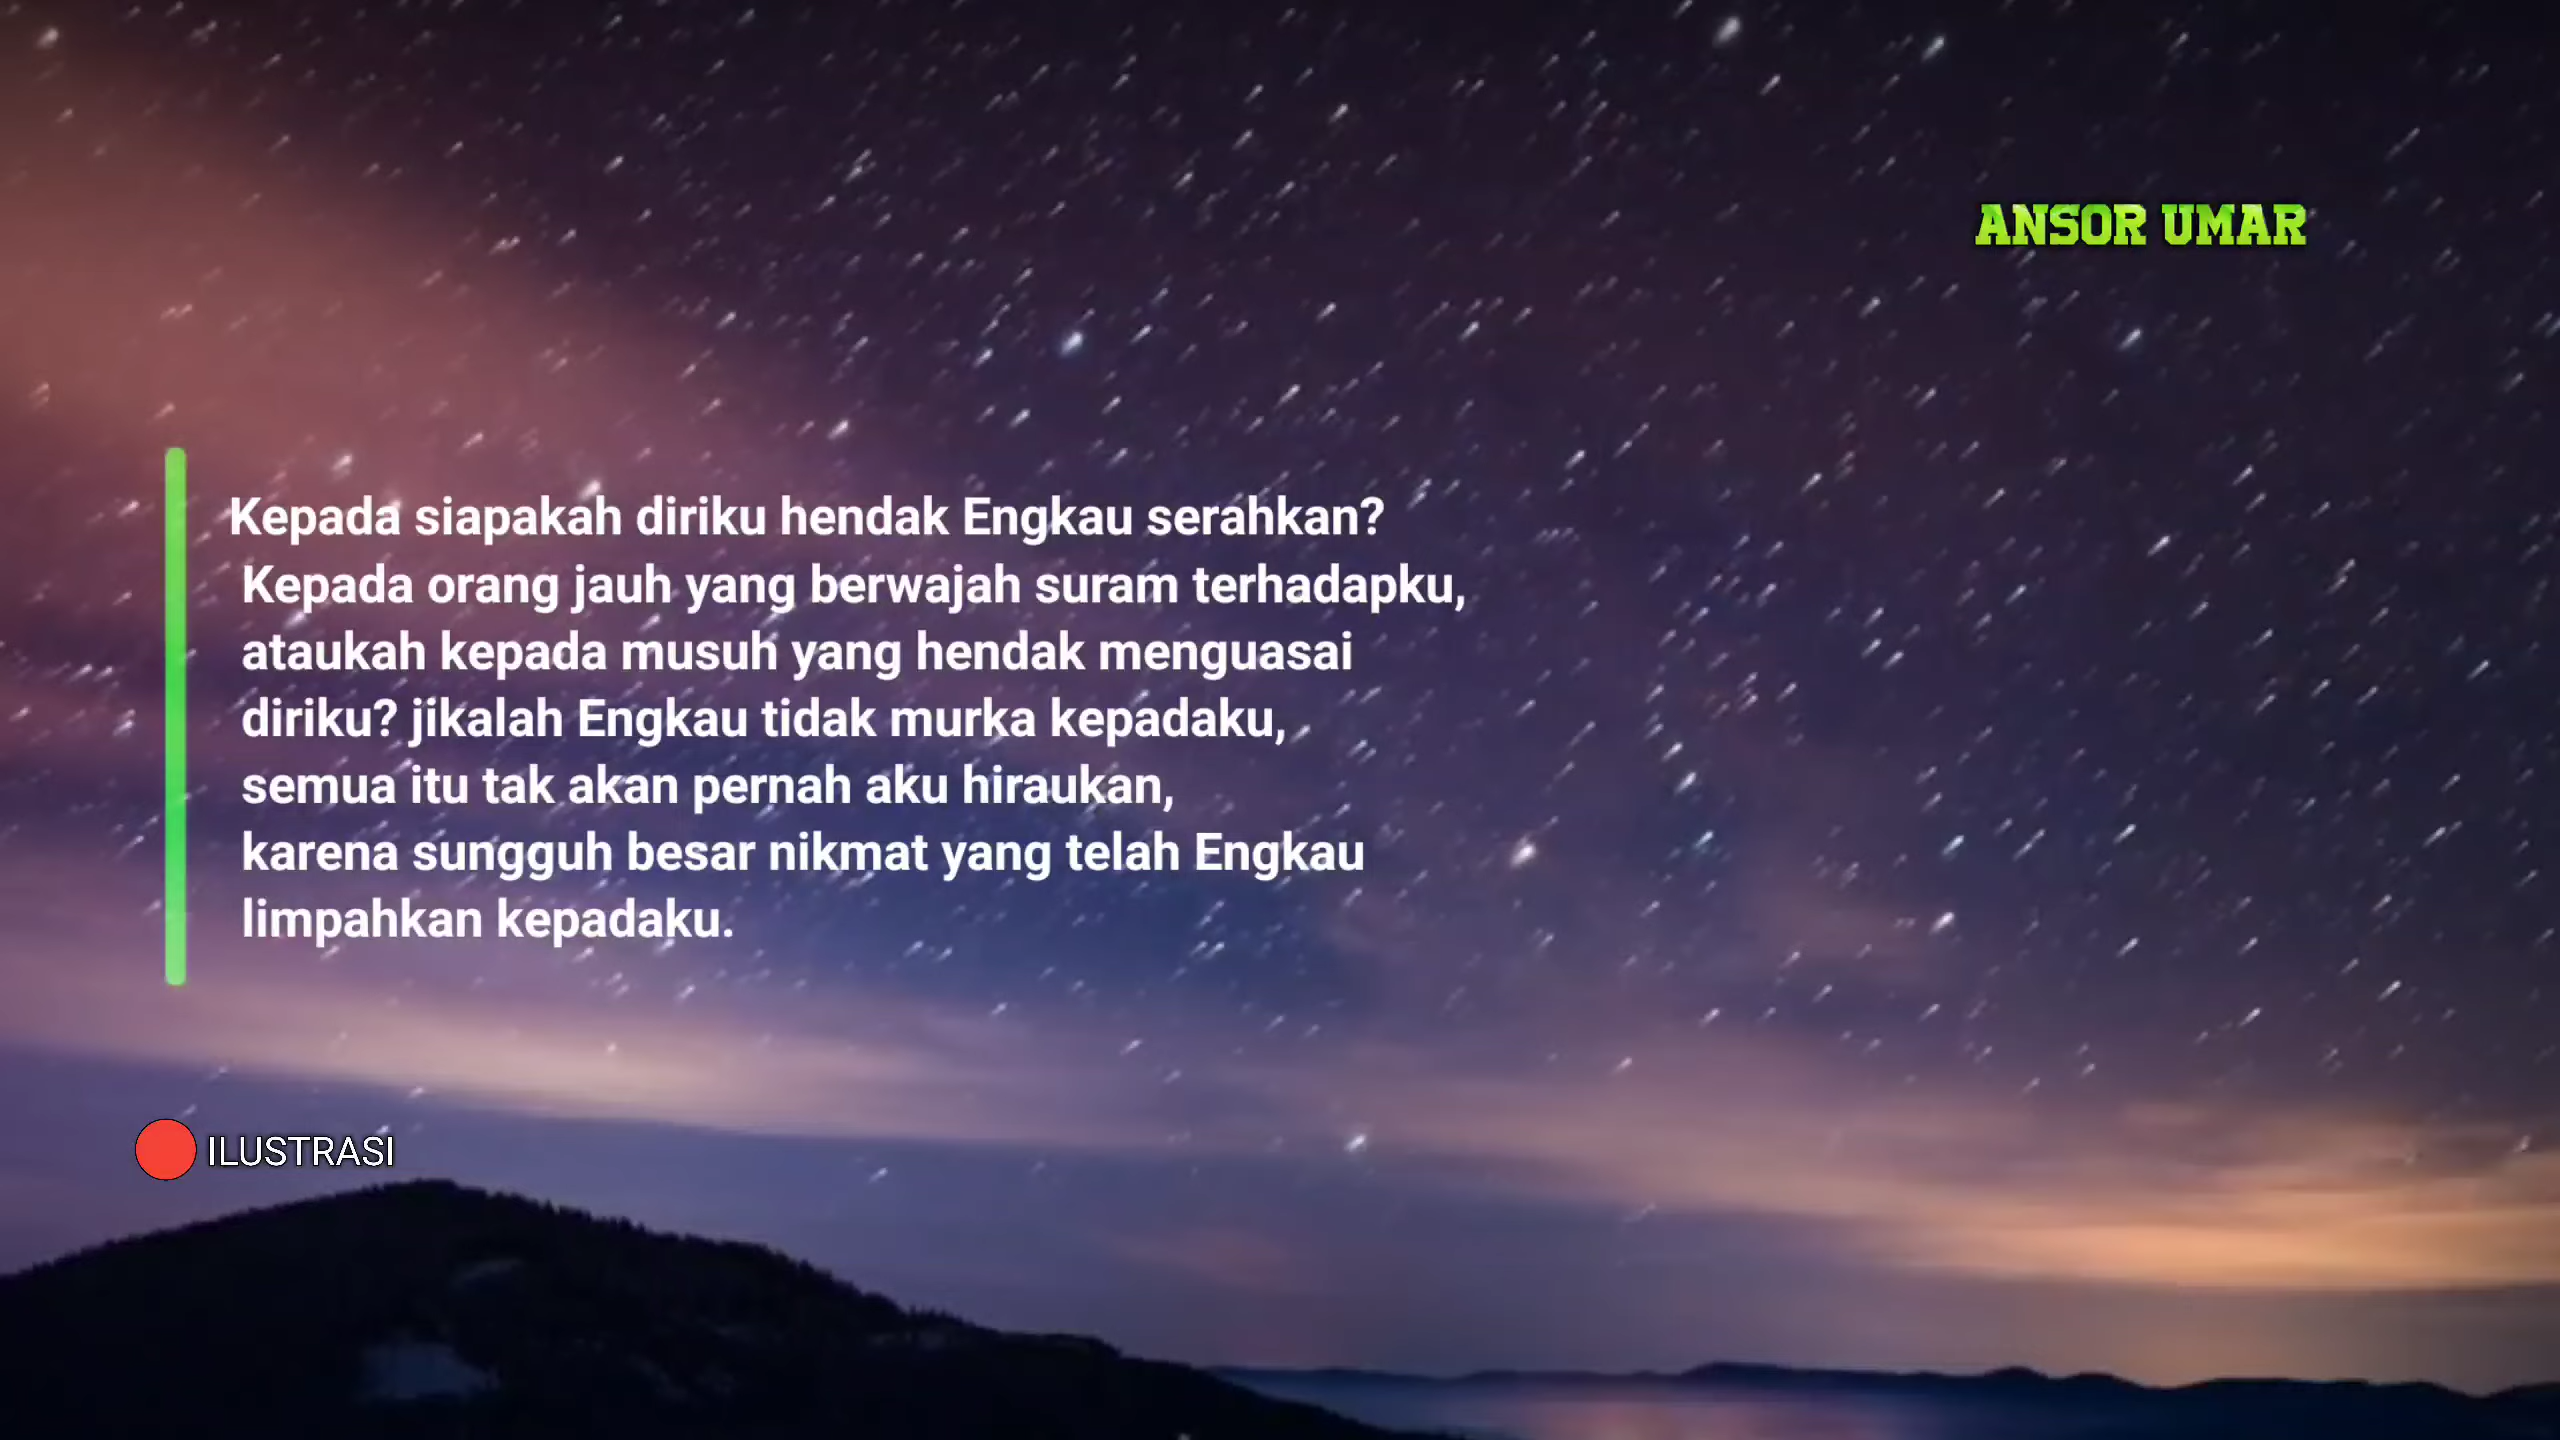 ANSOR UMAR
Kepada siapakah diriku hendak Engkau serahkan?
Kepada orang jauh yang berwajah suram terhadapku,
ataukah kepada musuh yang hendak menguasai
diriku? jikalah Engkau tidak murka kepadaku,
semua itu tak akan pernah aku hiraukan,
karena sungguh besar nikmat yang telah Engkau
limpahkan kepadaku.
ILUSTRASI